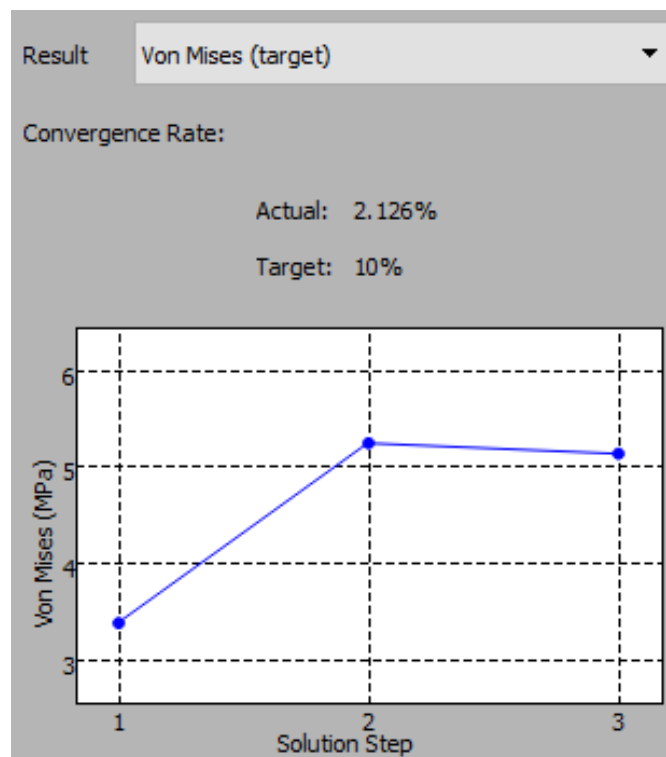 Result Von Mises (target)
Convergence Rate:
Actual: 2.126%
Target: 10%
Von Mises (MPa)
6
5
4
3
1 2 3
Solution Step